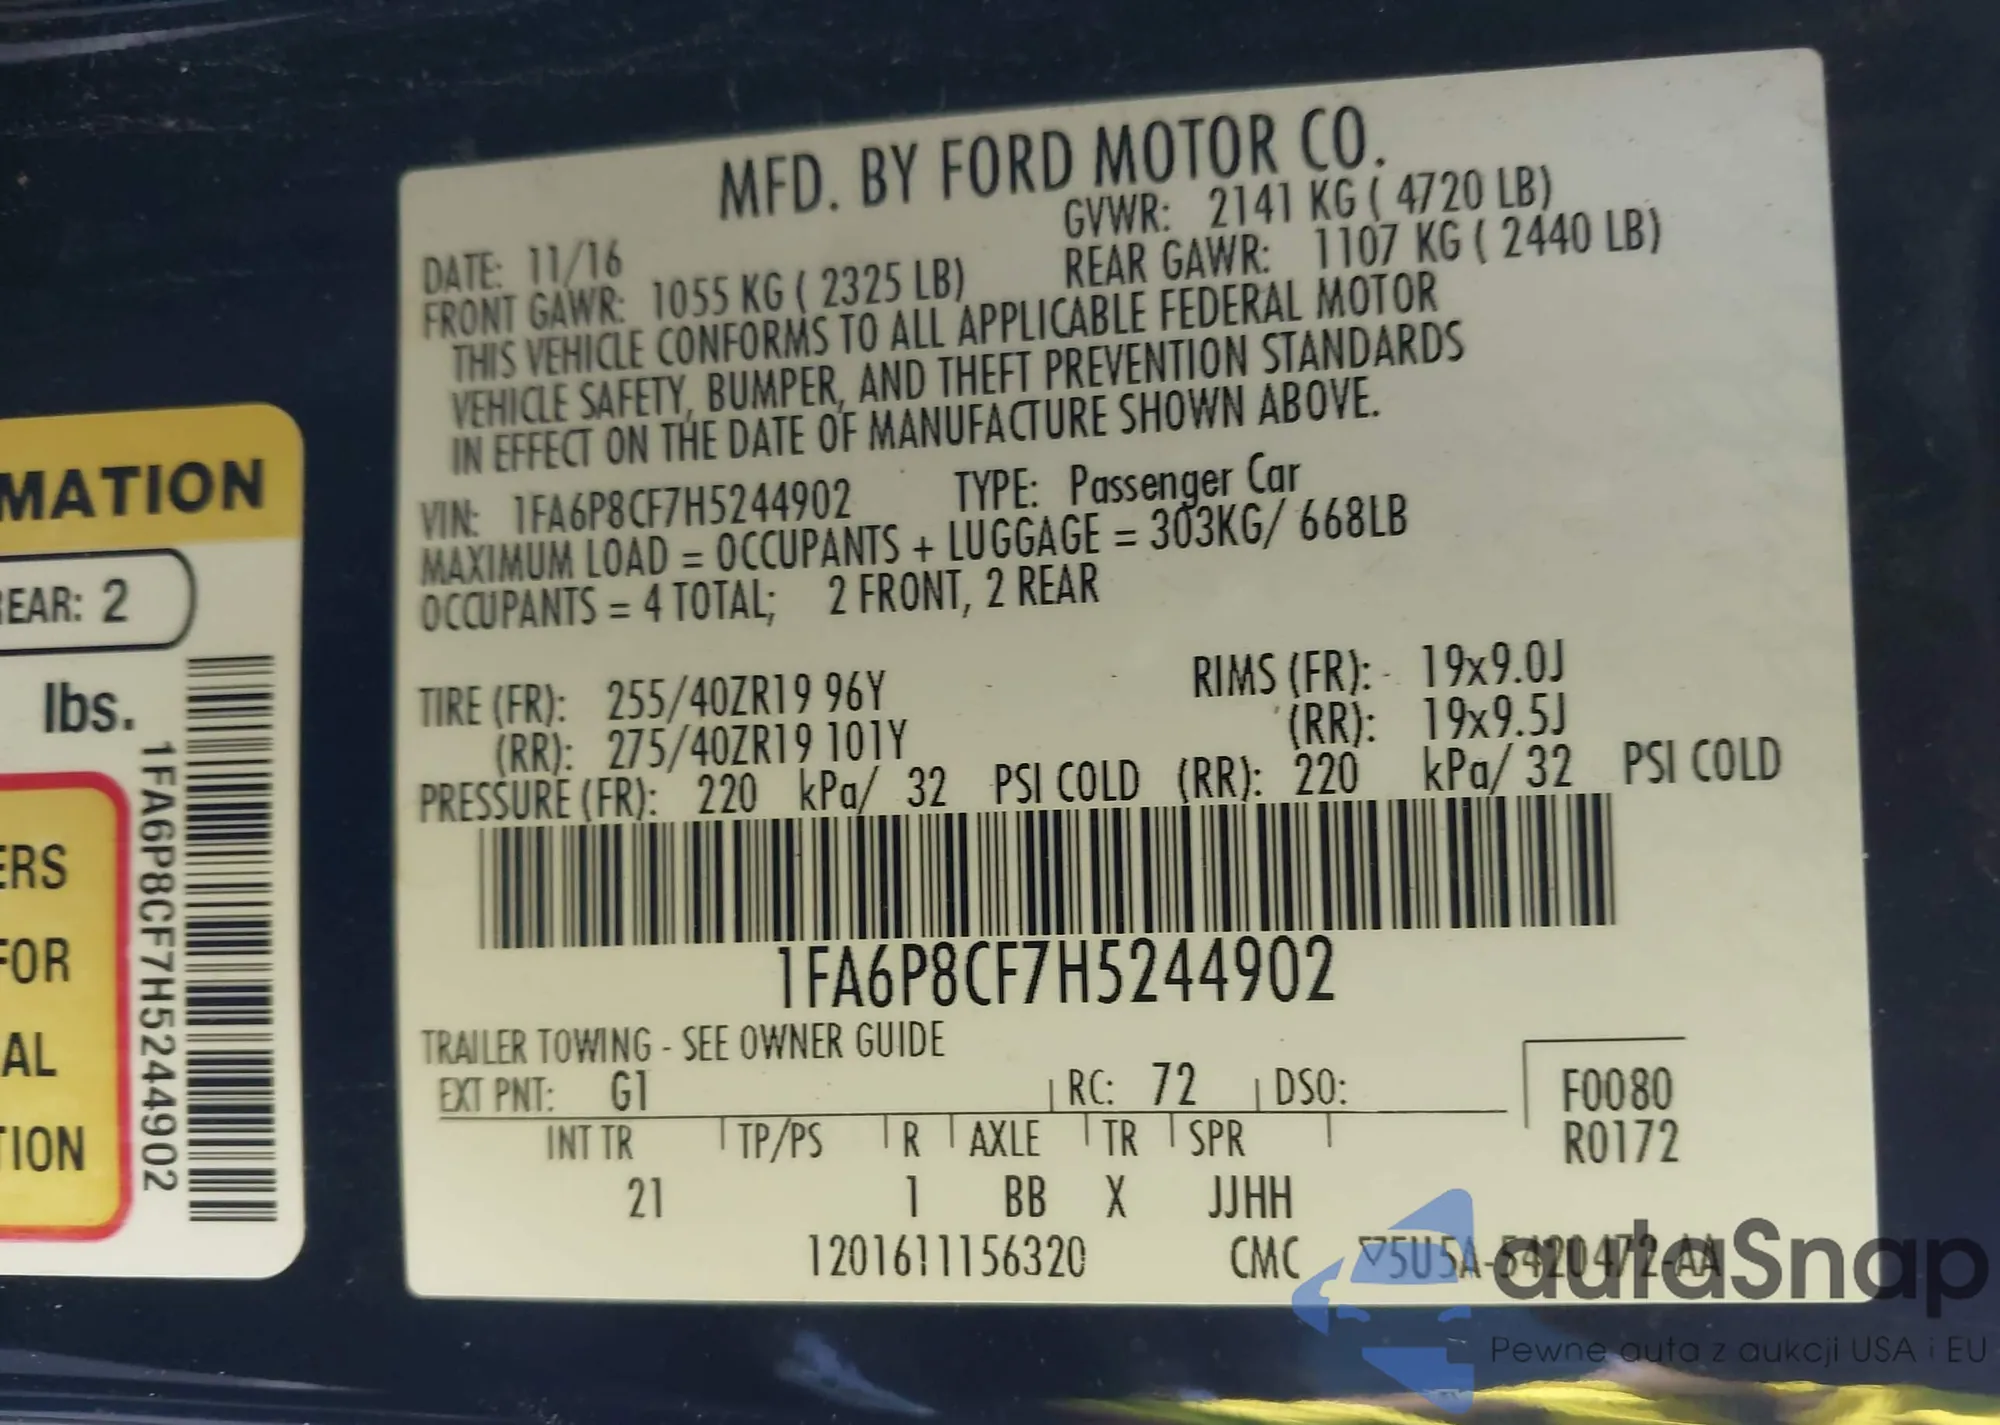 MFD. BY FORD MOTOR CO.
DATE: 11/16 GVWR: 2141 KG ( 4720 LB)
FRONT GAWR: 1055 KG ( 2325 LB) REAR GAWR: 1107 KG ( 2440 LB)
THIS VEHICLE CONFORMS TO ALL APPLICABLE FEDERAL MOTOR
VEHICLE SAFETY, BUMPER, AND THEFT PREVENTION STANDARDS
IN EFFECT ON THE DATE OF MANUFACTURE SHOWN ABOVE.
VIN: 1FA6P8CF7H5244902 TYPE: Passenger Car
MAXIMUM LOAD = OCCUPANTS + LUGGAGE = 303KG/ 668LB
OCCUPANTS = 4 TOTAL; 2 FRONT, 2 REAR
TIRE (FR): 255/40ZR19 96Y RIMS (FR): 19x9.0J
(RR): 275/40ZR19 101Y (RR): 19x9.5J
PRESSURE (FR): 220 kPa/ 32 PSI COLD (RR): 220 kPa/ 32 PSI COLD
1FA6P8CF7H5244902
TRAILER TOWING - SEE OWNER GUIDE
EXT PNT: G1 RC: 72 DSO: F0080
INT TR TP/PS R AXLE TR SPR R0172
21 1 BB X JJHH
1201611156320 CMC 5U5A-5420472-AA
MATION
REAR: 2
lbs.
1FA6P8CF7H5244902
ERS
FOR
AL
TION
autaSnap
Pewne auta z aukcji USA i EU